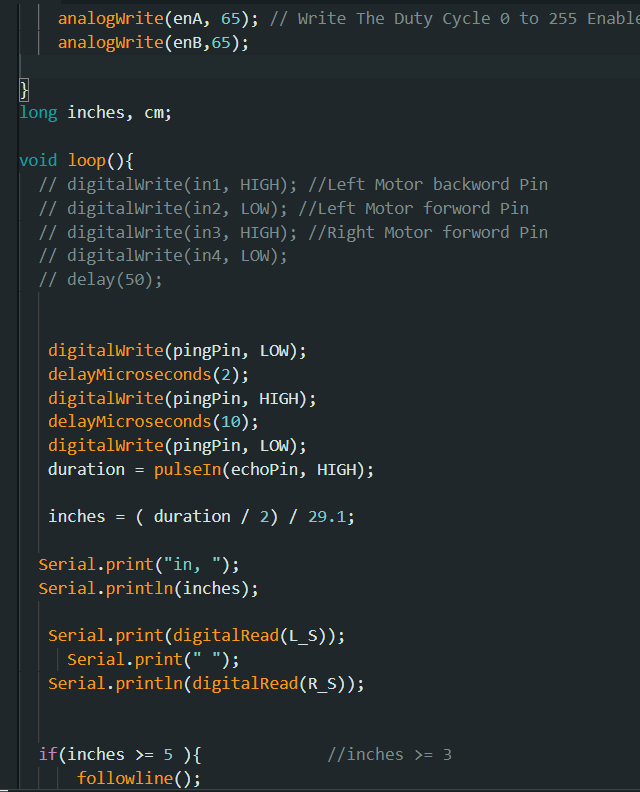 analogWrite(enA, 65); // Write The Duty Cycle 0 to 255 Enable
analogWrite(enB,65);
}
long inches, cm;
void loop(){
// digitalWrite(in1, HIGH); //Left Motor backword Pin
// digitalWrite(in2, LOW); //Left Motor forword Pin
// digitalWrite(in3, HIGH); //Right Motor forword Pin
// digitalWrite(in4, LOW);
// delay(50);
digitalWrite(pingPin, LOW);
delayMicroseconds(2);
digitalWrite(pingPin, HIGH);
delayMicroseconds(10);
digitalWrite(pingPin, LOW);
duration = pulseIn(echoPin, HIGH);
inches = ( duration / 2) / 29.1;
Serial.print("in, ");
Serial.println(inches);
Serial.print(digitalRead(L_S));
Serial.print(" ");
Serial.println(digitalRead(R_S));
if(inches >= 5 ){ //inches >= 3
followline();